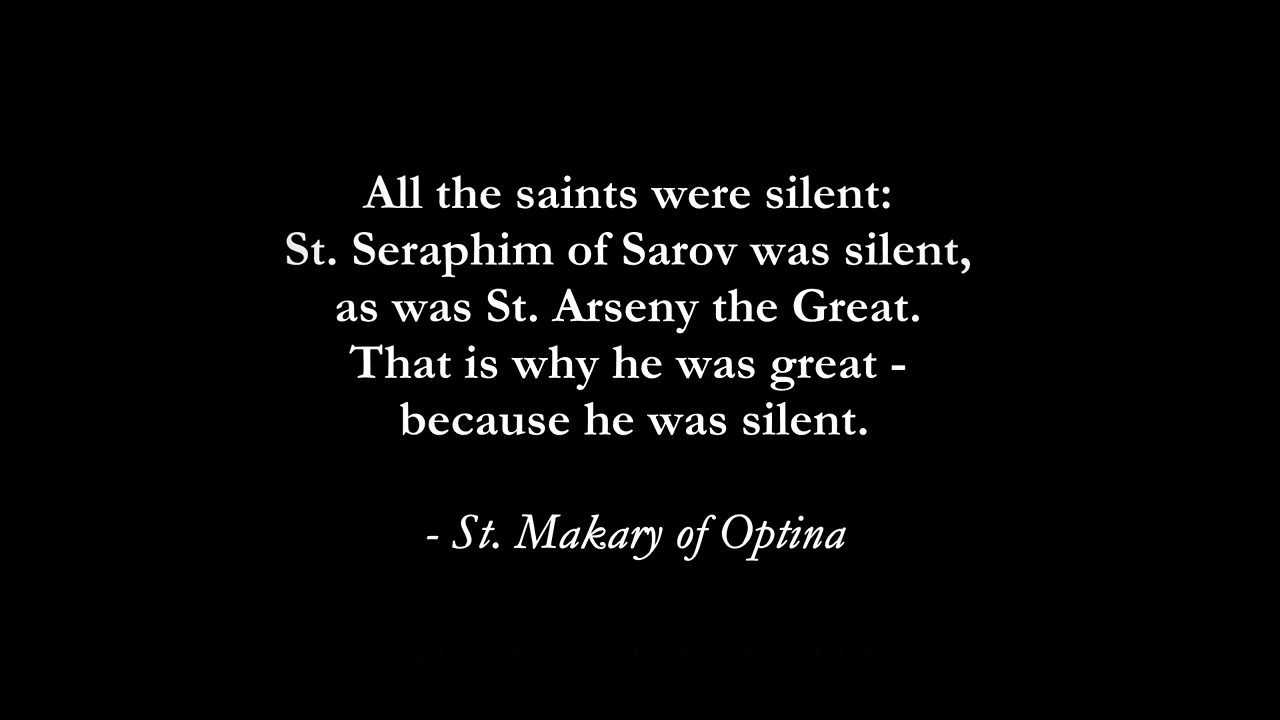 All the saints were silent:
St. Seraphim of Sarov was silent,
as was St. Arseny the Great.
That is why he was great -
because he was silent.
- St. Makary of Optina